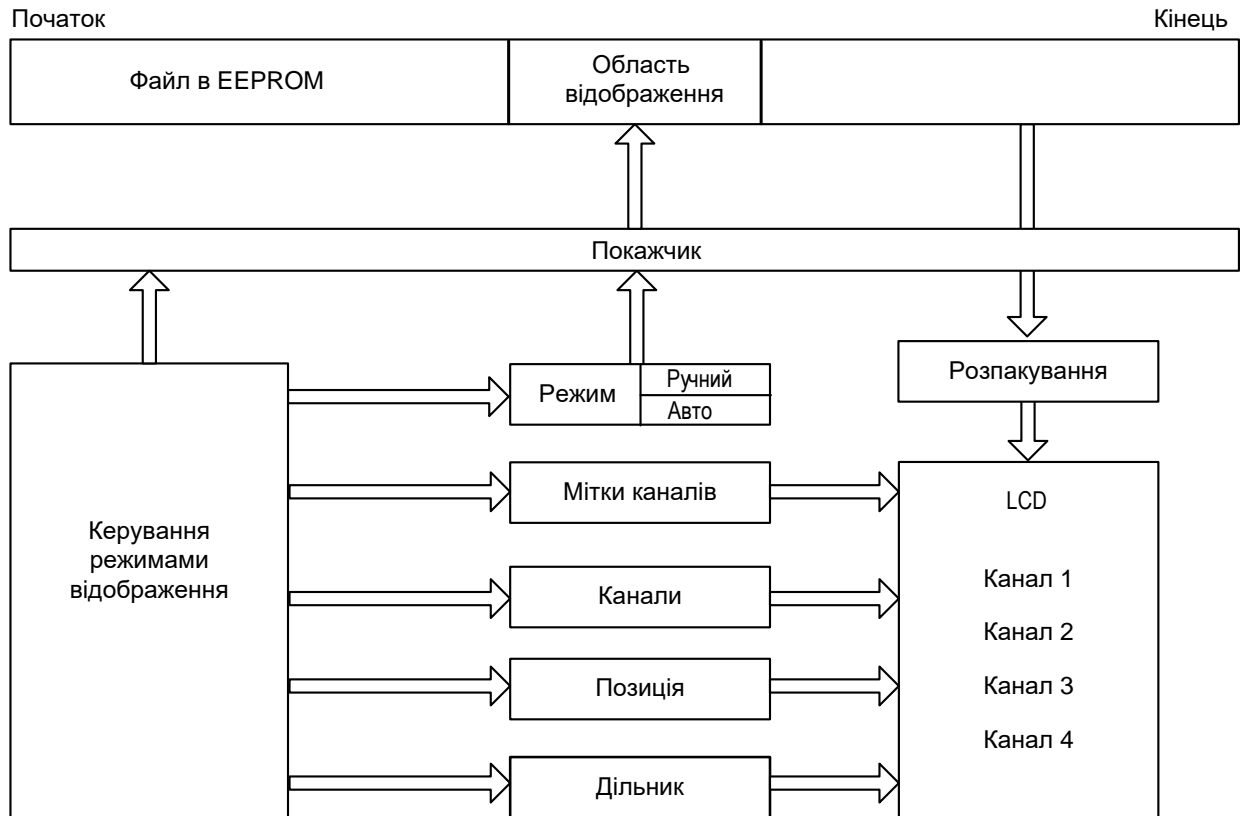 Початок
Кінець
Файл в EEPROM
Область
відображення
Покажчик
Режим
Ручний
Авто
Розпакування
Керування
режимами
відображення
Мітки каналів
Канали
Позиція
Дільник
LCD
Канал 1
Канал 2
Канал 3
Канал 4